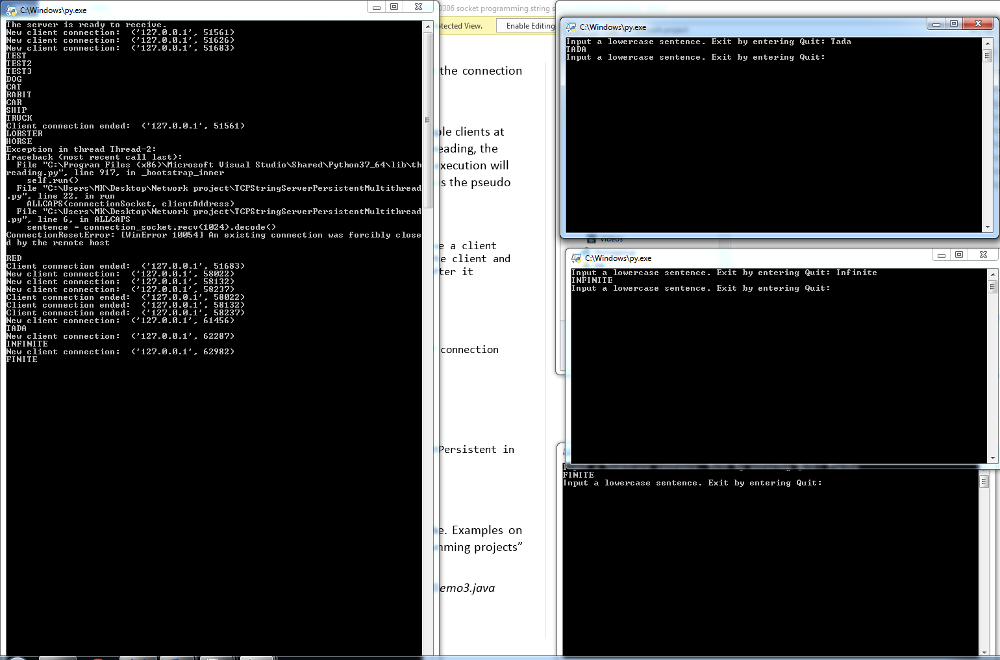 C:\Windows\py.exe
The server is ready to receive.
New client connection:  ('127.0.0.1', 51561)
New client connection:  ('127.0.0.1', 51626)
New client connection:  ('127.0.0.1', 51683)
TEST
TEST2
TEST3
DOG
CAT
RABIT
CAR
SHIP
TRUCK
Client connection ended:  ('127.0.0.1', 51561)
LOBSTER
HORSE
Exception in thread Thread-2:
Traceback (most recent call last):
  File "C:\Program Files (x86)\Microsoft Visual Studio\Shared\Python37_64\lib\th
reading.py", line 917, in _bootstrap_inner
    self.run()
  File "C:\Users\MK\Desktop\Network project\TCPStringServerPersistentMultithread
.py", line 22, in run
    ALLCAPS(connectionSocket, clientAddress)
  File "C:\Users\MK\Desktop\Network project\TCPStringServerPersistentMultithread
.py", line 6, in ALLCAPS
    sentence = connection_socket.recv(1024).decode()
ConnectionResetError: [WinError 10054] An existing connection was forcibly close
d by the remote host
RED
Client connection ended:  ('127.0.0.1', 51683)
New client connection:  ('127.0.0.1', 58022)
New client connection:  ('127.0.0.1', 58132)
New client connection:  ('127.0.0.1', 58237)
Client connection ended:  ('127.0.0.1', 58022)
Client connection ended:  ('127.0.0.1', 58132)
Client connection ended:  ('127.0.0.1', 58237)
New client connection:  ('127.0.0.1', 61456)
TADA
New client connection:  ('127.0.0.1', 62287)
INFINITE
New client connection:  ('127.0.0.1', 62982)
FINITE
0306 socket programming string s
tected View.
Enable Editing
the connection
ple clients at
eading, the
execution will
is the pseudo
e a client
e client and
ter it
connection
Persistent in
e. Examples on
mming projects"
emo3.java
C:\Windows\py.exe
Input a lowercase sentence. Exit by entering Quit: Tada
TADA
Input a lowercase sentence. Exit by entering Quit:
Videos
C:\Windows\py.exe
Input a lowercase sentence. Exit by entering Quit: Infinite
INFINITE
Input a lowercase sentence. Exit by entering Quit:
FINITE
Input a lowercase sentence. Exit by entering Quit: